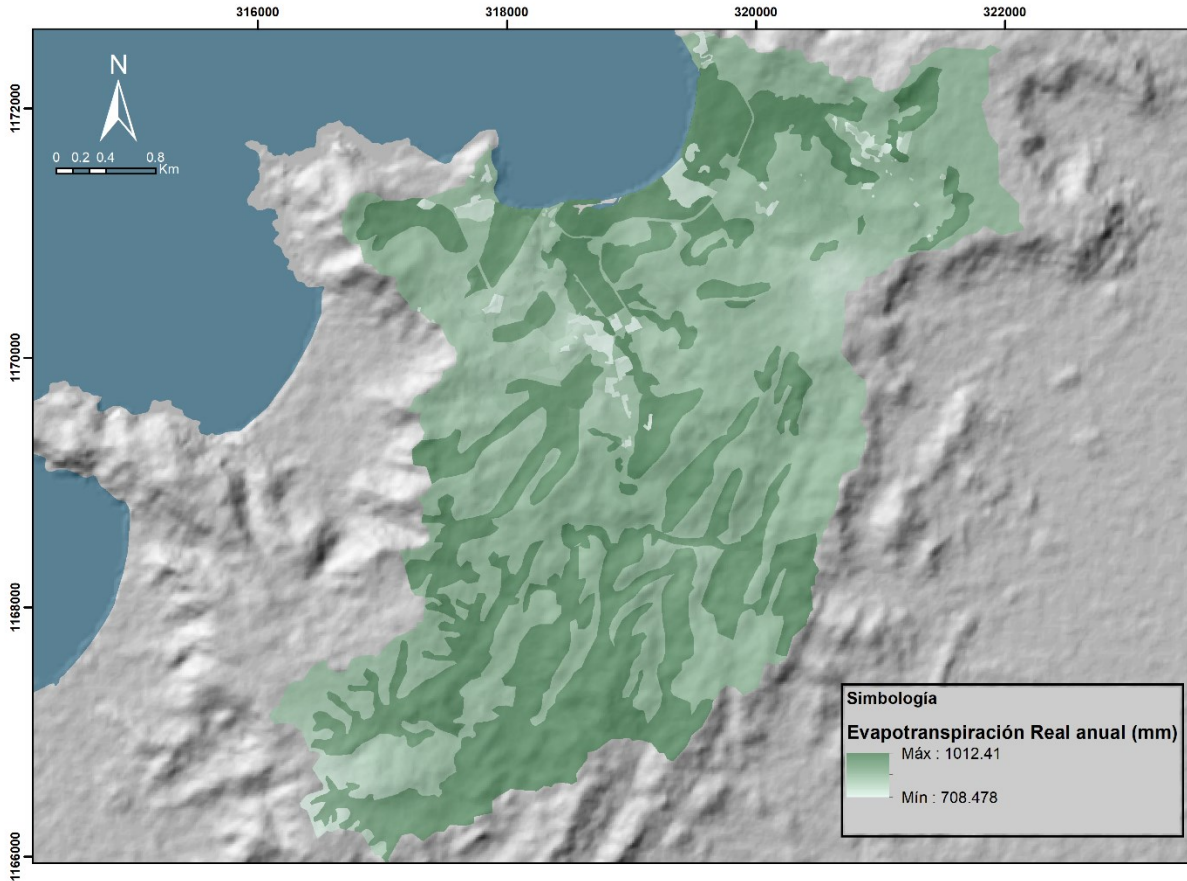 316000 318000 320000 322000
N
0 0.2 0.4 0.8
Km
1172000
1170000
1168000
1166000
Simbología
Evapotranspiración Real anual (mm)
Máx : 1012.41
Mín : 708.478